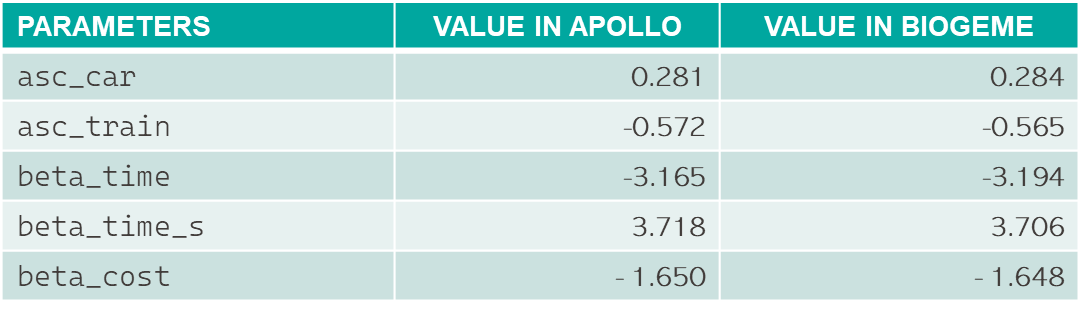 PARAMETERS VALUE IN APOLLO VALUE IN BIOGEME
asc_car 0.281 0.284
asc_train -0.572 -0.565
beta_time -3.165 -3.194
beta_time_s 3.718 3.706
beta_cost - 1.650 - 1.648